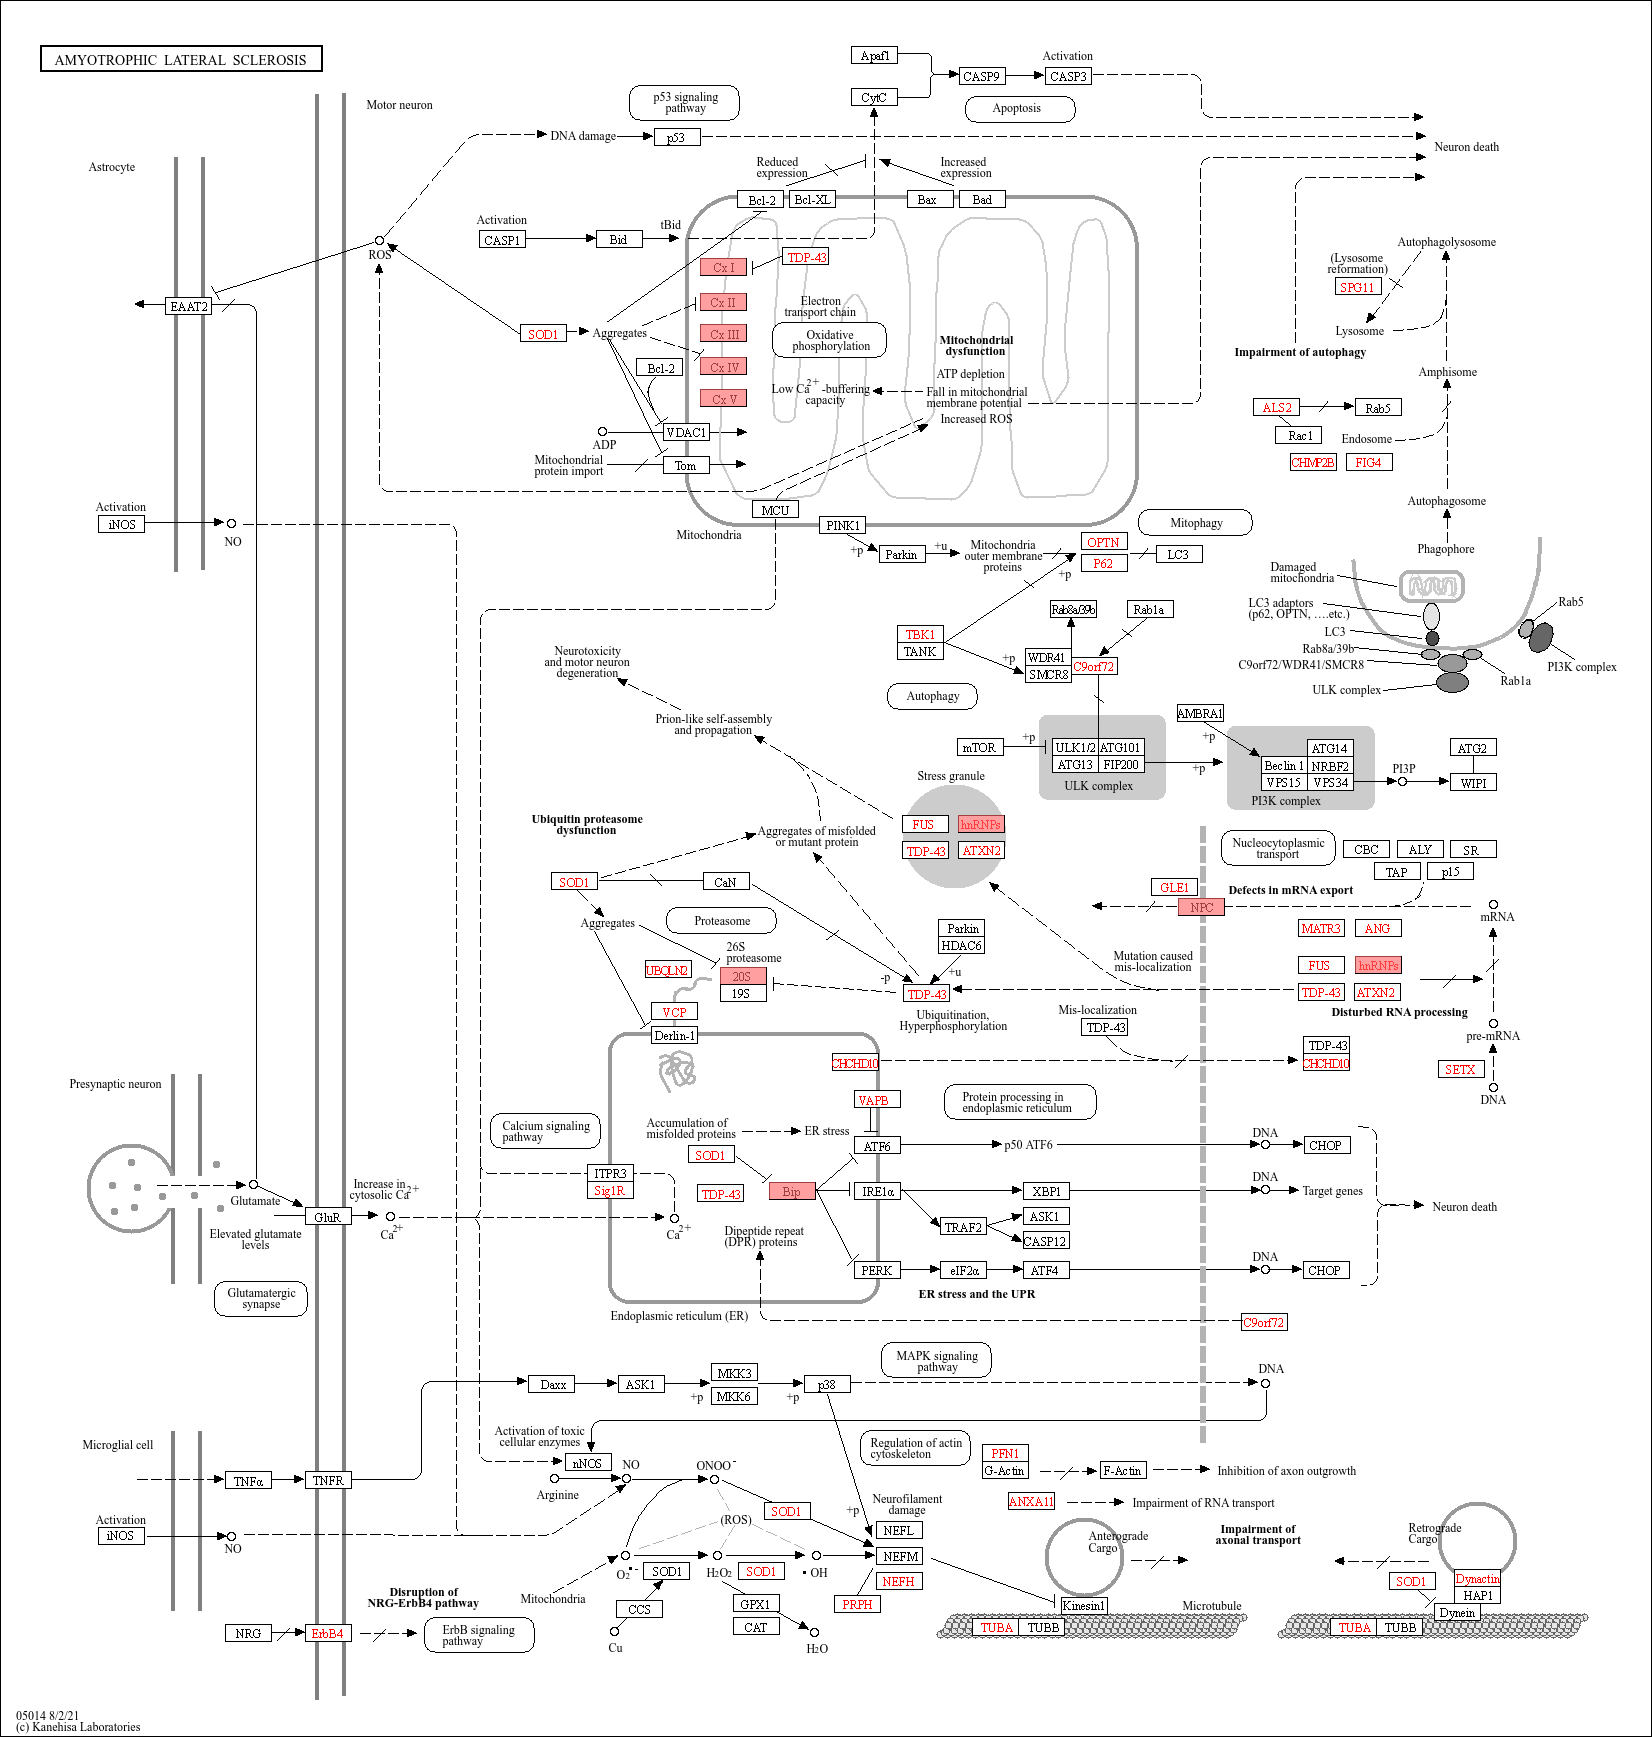 AMYOTROPHIC LATERAL SCLEROSIS
Motor neuron
Astrocyte
p53 signaling
pathway
DNA damage
p53
Apaf1
CytC
CASP9
Activation
CASP3
Apoptosis
Neuron death
Reduced
expression
Increased
expression
Bcl-2
Bcl-XL
Bax
Bad
Activation
CASP1
Bid
tBid
ROS
EAAT2
SOD1
Aggregates
Bcl-2
Cx I
Cx II
Cx III
Cx IV
Cx V
TDP-43
Electron
transport chain
Oxidative
phosphorylation
Mitochondrial
dysfunction
ATP depletion
Low Ca2+ -buffering
capacity
Fall in mitochondrial
membrane potential
Increased ROS
ADP
VDAC1
Mitochondrial
protein import
Tom
MCU
Mitochondria
PINK1
+p
Parkin
+u
Mitochondria
outer membrane
proteins
OPTN
P62
LC3
+p
Mitophagy
Autophagolysosome
(Lysosome
reformation)
SPG11
Lysosome
Impairment of autophagy
Amphisome
ALS2
Rab5
Rac1
Endosome
CHMP2B
FIG4
Autophagosome
Phagophore
Damaged
mitochondria
LC3 adaptors
(p62, OPTN, ....etc.)
LC3
Rab8a/39b
C9orf72/WDR41/SMCR8
ULK complex
Rab1a
Rab5
PI3K complex
Activation
iNOS
NO
TBK1
TANK
+p
Rab8a/39b
Rab1a
WDR41
SMCR8
C9orf72
Autophagy
mTOR
+p
ULK1/2
ATG101
ATG13
FIP200
ULK complex
+p
AMBRA1
+p
ATG14
Beclin 1
NRBF2
VPS15
VPS34
PI3K complex
PI3P
ATG2
WIPI
Neurotoxicity
and motor neuron
degeneration
Prion-like self-assembly
and propagation
Stress granule
FUS
hnRNPs
TDP-43
ATXN2
Ubiquitin proteasome
dysfunction
Aggregates of misfolded
or mutant protein
SOD1
CaN
Aggregates
Proteasome
26S
proteasome
UBQLN2
20S
19S
VCP
Derlin-1
Parkin
HDAC6
-p
+u
TDP-43
Ubiquitination,
Hyperphosphorylation
Nucleocytoplasmic
transport
CBC
ALY
SR
TAP
p15
GLE1
NPC
Defects in mRNA export
mRNA
MATR3
ANG
FUS
hnRNPs
TDP-43
ATXN2
Disturbed RNA processing
Mutation caused
mis-localization
Mis-localization
TDP-43
TDP-43
CHCHD10
CHCHD10
pre-mRNA
SETX
DNA
Presynaptic neuron
Glutamate
Elevated glutamate
levels
Glutamatergic
synapse
Increase in
cytosolic Ca2+
GluR
Ca2+
Calcium signaling
pathway
ITPR3
Sig1R
Ca2+
Accumulation of
misfolded proteins
ER stress
VAPB
SOD1
TDP-43
Bip
Dipeptide repeat
(DPR) proteins
Endoplasmic reticulum (ER)
Protein processing in
endoplasmic reticulum
ATF6
p50 ATF6
DNA
CHOP
IRE1α
XBP1
DNA
Target genes
TRAF2
ASK1
CASP12
PERK
eIF2α
ATF4
DNA
CHOP
ER stress and the UPR
Neuron death
C9orf72
MAPK signaling
pathway
Daxx
ASK1
+p
MKK3
MKK6
+p
p38
DNA
Microglial cell
TNFα
TNFR
Activation
iNOS
NO
Activation of toxic
cellular enzymes
nNOS
Arginine
NO
ONOO-
(ROS)
SOD1
+p
Neurofilament
damage
NEFL
NEFM
NEFH
PRPH
O2•-
SOD1
H2O2
SOD1
• OH
Mitochondria
CCS
Cu
GPX1
CAT
H2O
Regulation of actin
cytoskeleton
PFN1
G-Actin
F-Actin
Inhibition of axon outgrowth
ANXA11
Impairment of RNA transport
Anterograde
Cargo
Impairment of
axonal transport
Retrograde
Cargo
Kinesin1
Microtubule
SOD1
Dynactin
HAP1
Dynein
TUBA
TUBB
TUBA
TUBB
Disruption of
NRG-ErbB4 pathway
NRG
ErbB4
ErbB signaling
pathway
05014 8/2/21
(c) Kanehisa Laboratories